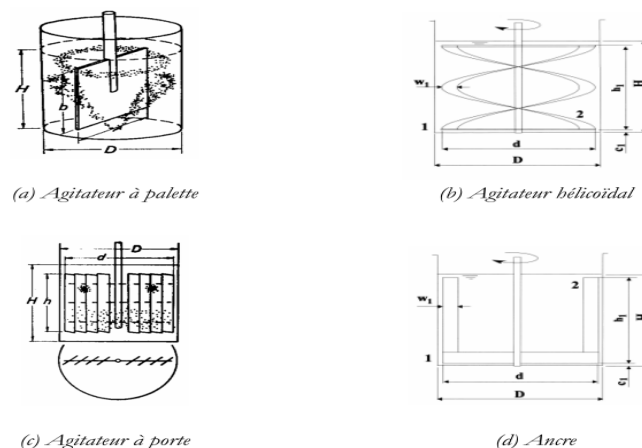 H
D
D
(a) Agitateur à palette
w₁
1
2
h₁
H
c₁
d
D
(b) Agitateur hélicoïdal
D
d
H
h
(c) Agitateur à porte
w₁
1
2
h₁
H
c₁
d
D
(d) Ancre